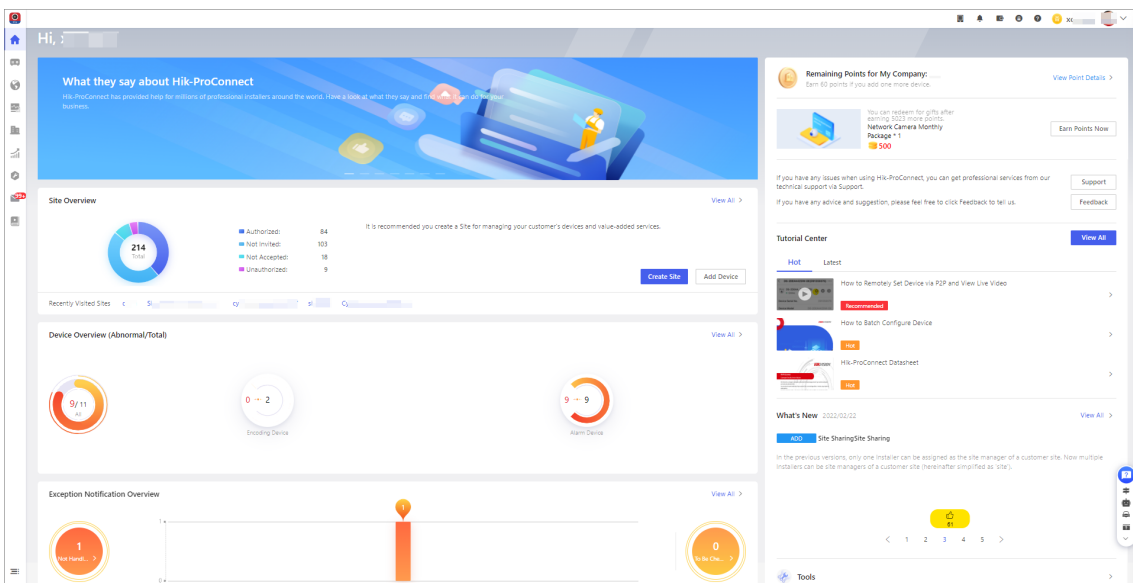 Hi,
What they say about Hik-ProConnect
Hik-ProConnect has provided help for millions of professional installers around the world. Have a look at what they say and find what it can do for your
business.
Site Overview
View All >
214
Total
Authorized: 84
Not Invited: 103
Not Accepted: 18
Unauthorized: 9
It is recommended you create a Site for managing your customer's devices and value-added services.
Create Site
Add Device
Recently Visited Sites
Device Overview (Abnormal/Total)
View All >
9/11
All
0 2
Encoding Device
9 9
Alarm Device
Exception Notification Overview
View All >
1
Not Handl... >
1
1
0
0
To Be Che... >
99+
Remaining Points for My Company:
Earn 60 points if you add one more device.
View Point Details >
You can redeem for gifts after
earning 5023 more points.
Network Camera Monthly
Package * 1
500
Earn Points Now
If you have any issues when using Hik-ProConnect, you can get professional services from our
technical support via Support.
Support
If you have any advice and suggestion, please feel free to click Feedback to tell us.
Feedback
Tutorial Center
View All
Hot
Latest
How to Remotely Set Device via P2P and View Live Video
Recommended
How to Batch Configure Device
Hot
Hik-ProConnect Datasheet
Hot
What's New 2022/02/22
View All >
ADD
Site SharingSite Sharing
In the previous versions, only one Installer can be assigned as the site manager of a customer site. Now multiple
Installers can be site managers of a customer site (hereinafter simplified as 'site').
61
< 1 2 3 4 5 >
Tools